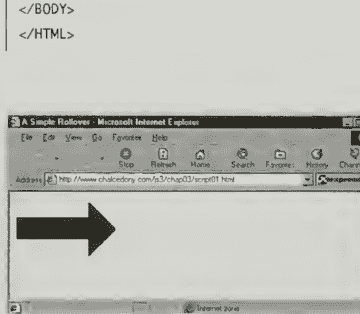 </BODY>
</HTML>
A Simple Rollover - Microsoft Internet Explorer
File Edit View Go Favorites Help
Stop Refresh Home Search Favorites History
Address http://www.chalcedony.com/js3/chap03/script01.html
Internet zone